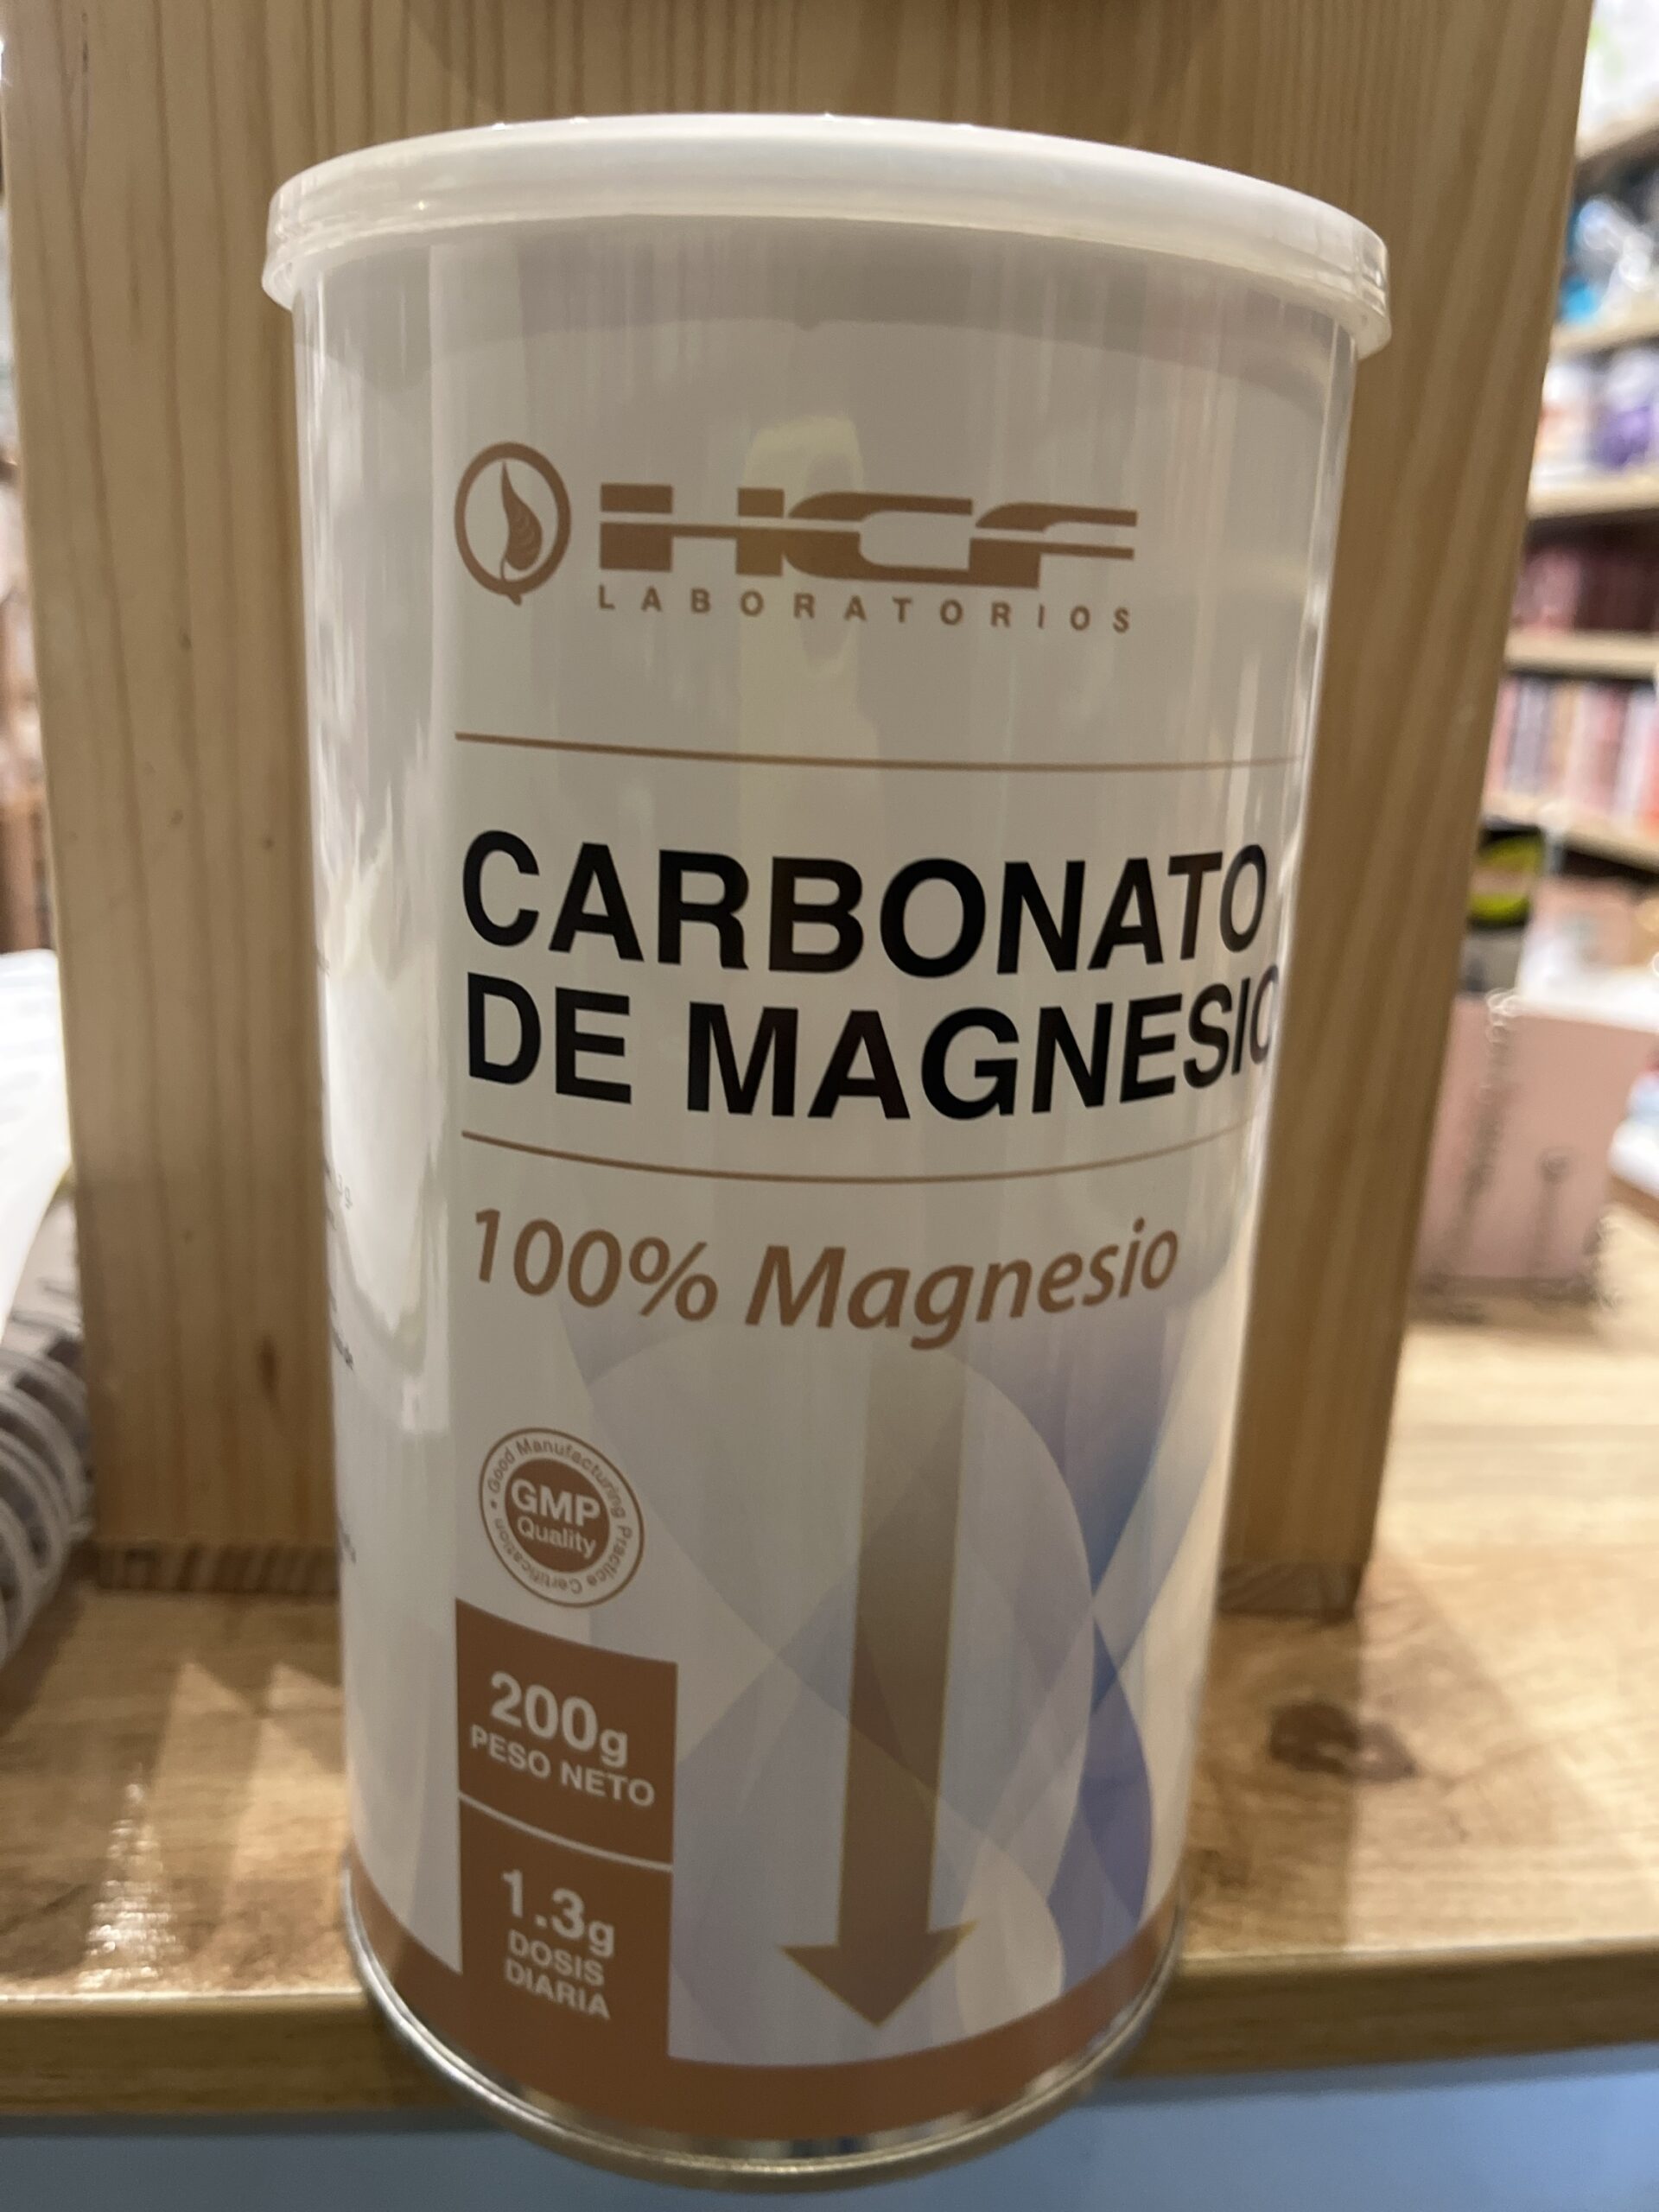 HCF
LABORATORIOS
CARBONATO
DE MAGNESIO
100% Magnesio
Good Manufacturing Practice Certification
GMP
Quality
200g
PESO NETO
1.3g
DOSIS
DIARIA